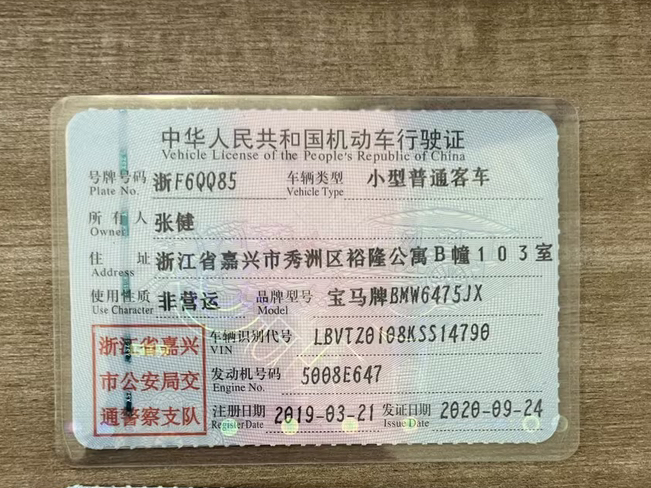 中华人民共和国机动车行驶证
Vehicle License of the People's Republic of China
号牌号码 浙F6QQ85 车辆类型 小型普通客车
Plate No. Vehicle Type
所有人 张健
Owner
住址 浙江省嘉兴市秀洲区裕隆公寓B幢103室
Address
使用性质 非营运 品牌型号 宝马牌BMW6475JX
Use Character Model
浙江省嘉兴
市公安局交
通警察支队
车辆识别代号 LBVTZ0108KSS14790
VIN
发动机号码 5008E647
Engine No.
注册日期 2019-03-21 发证日期 2020-09-24
Register Date Issue Date